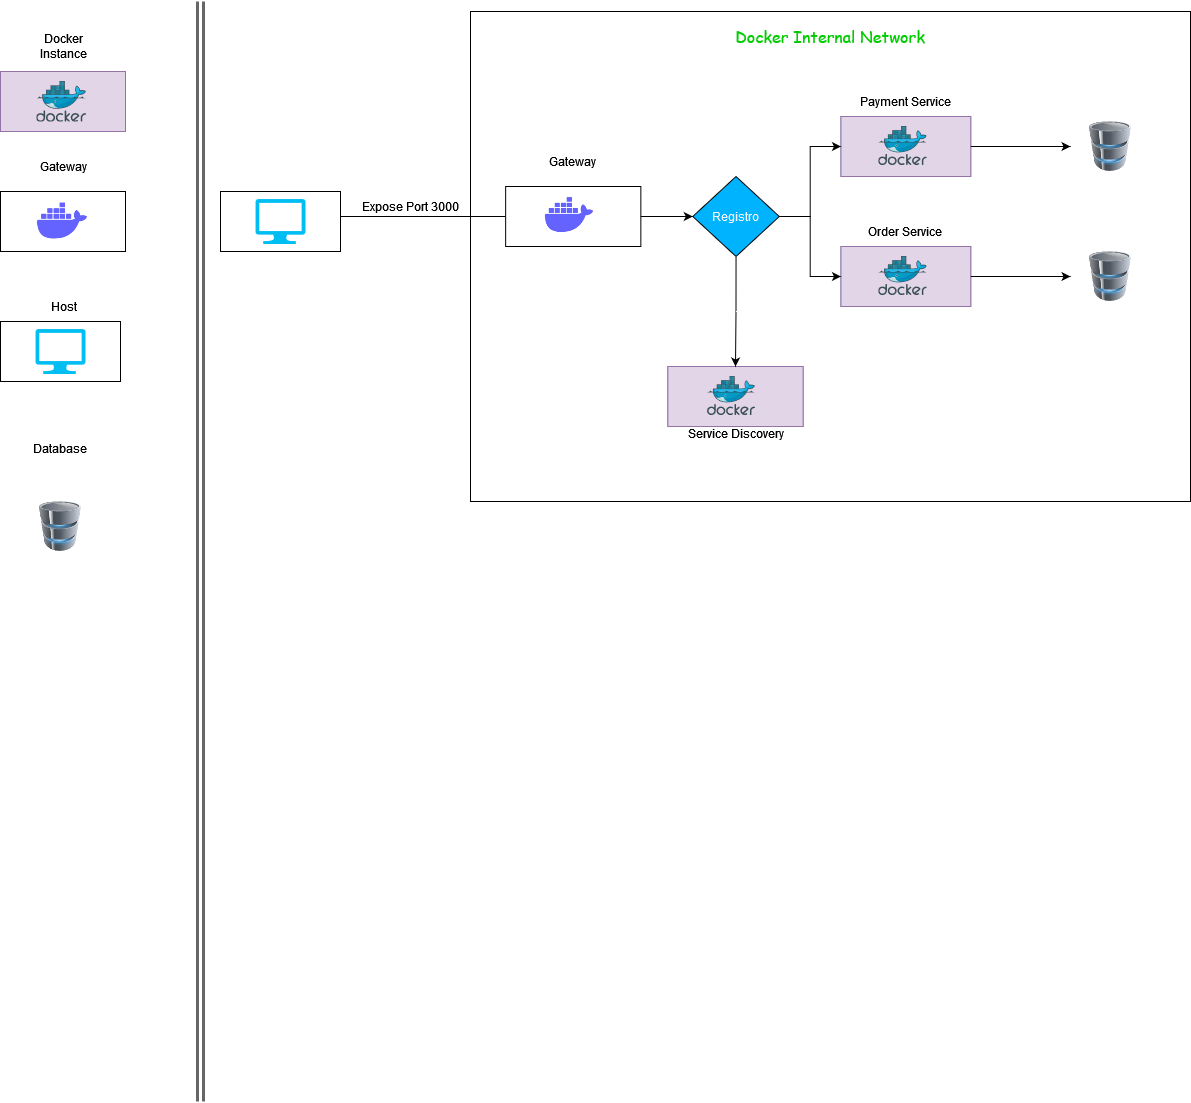 Docker
Instance
docker
Gateway
Host
Database
Docker Internal Network
Expose Port 3000
Gateway
Registro
Payment Service
docker
Order Service
docker
docker
Service Discovery